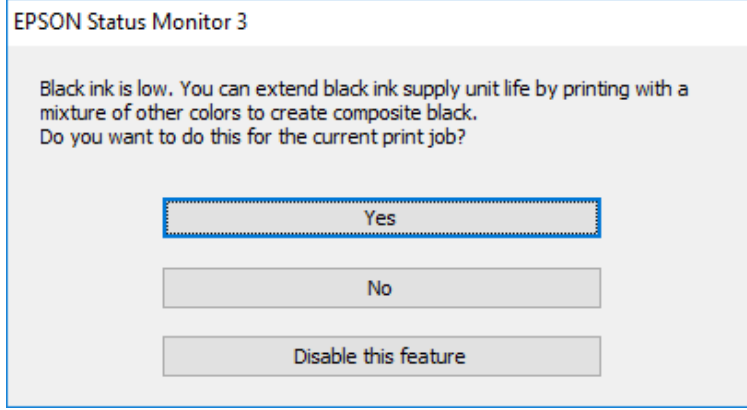 EPSON Status Monitor 3
Black ink is low. You can extend black ink supply unit life by printing with a
mixture of other colors to create composite black.
Do you want to do this for the current print job?
Yes
No
Disable this feature